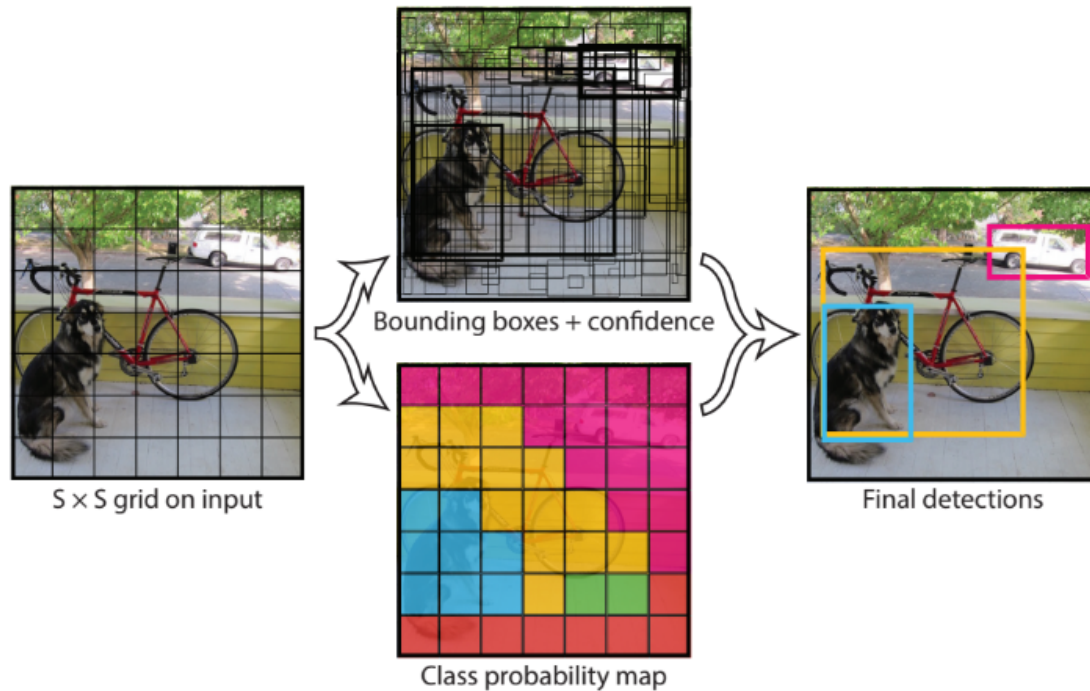 Bounding boxes + confidence
S × S grid on input
Final detections
Class probability map